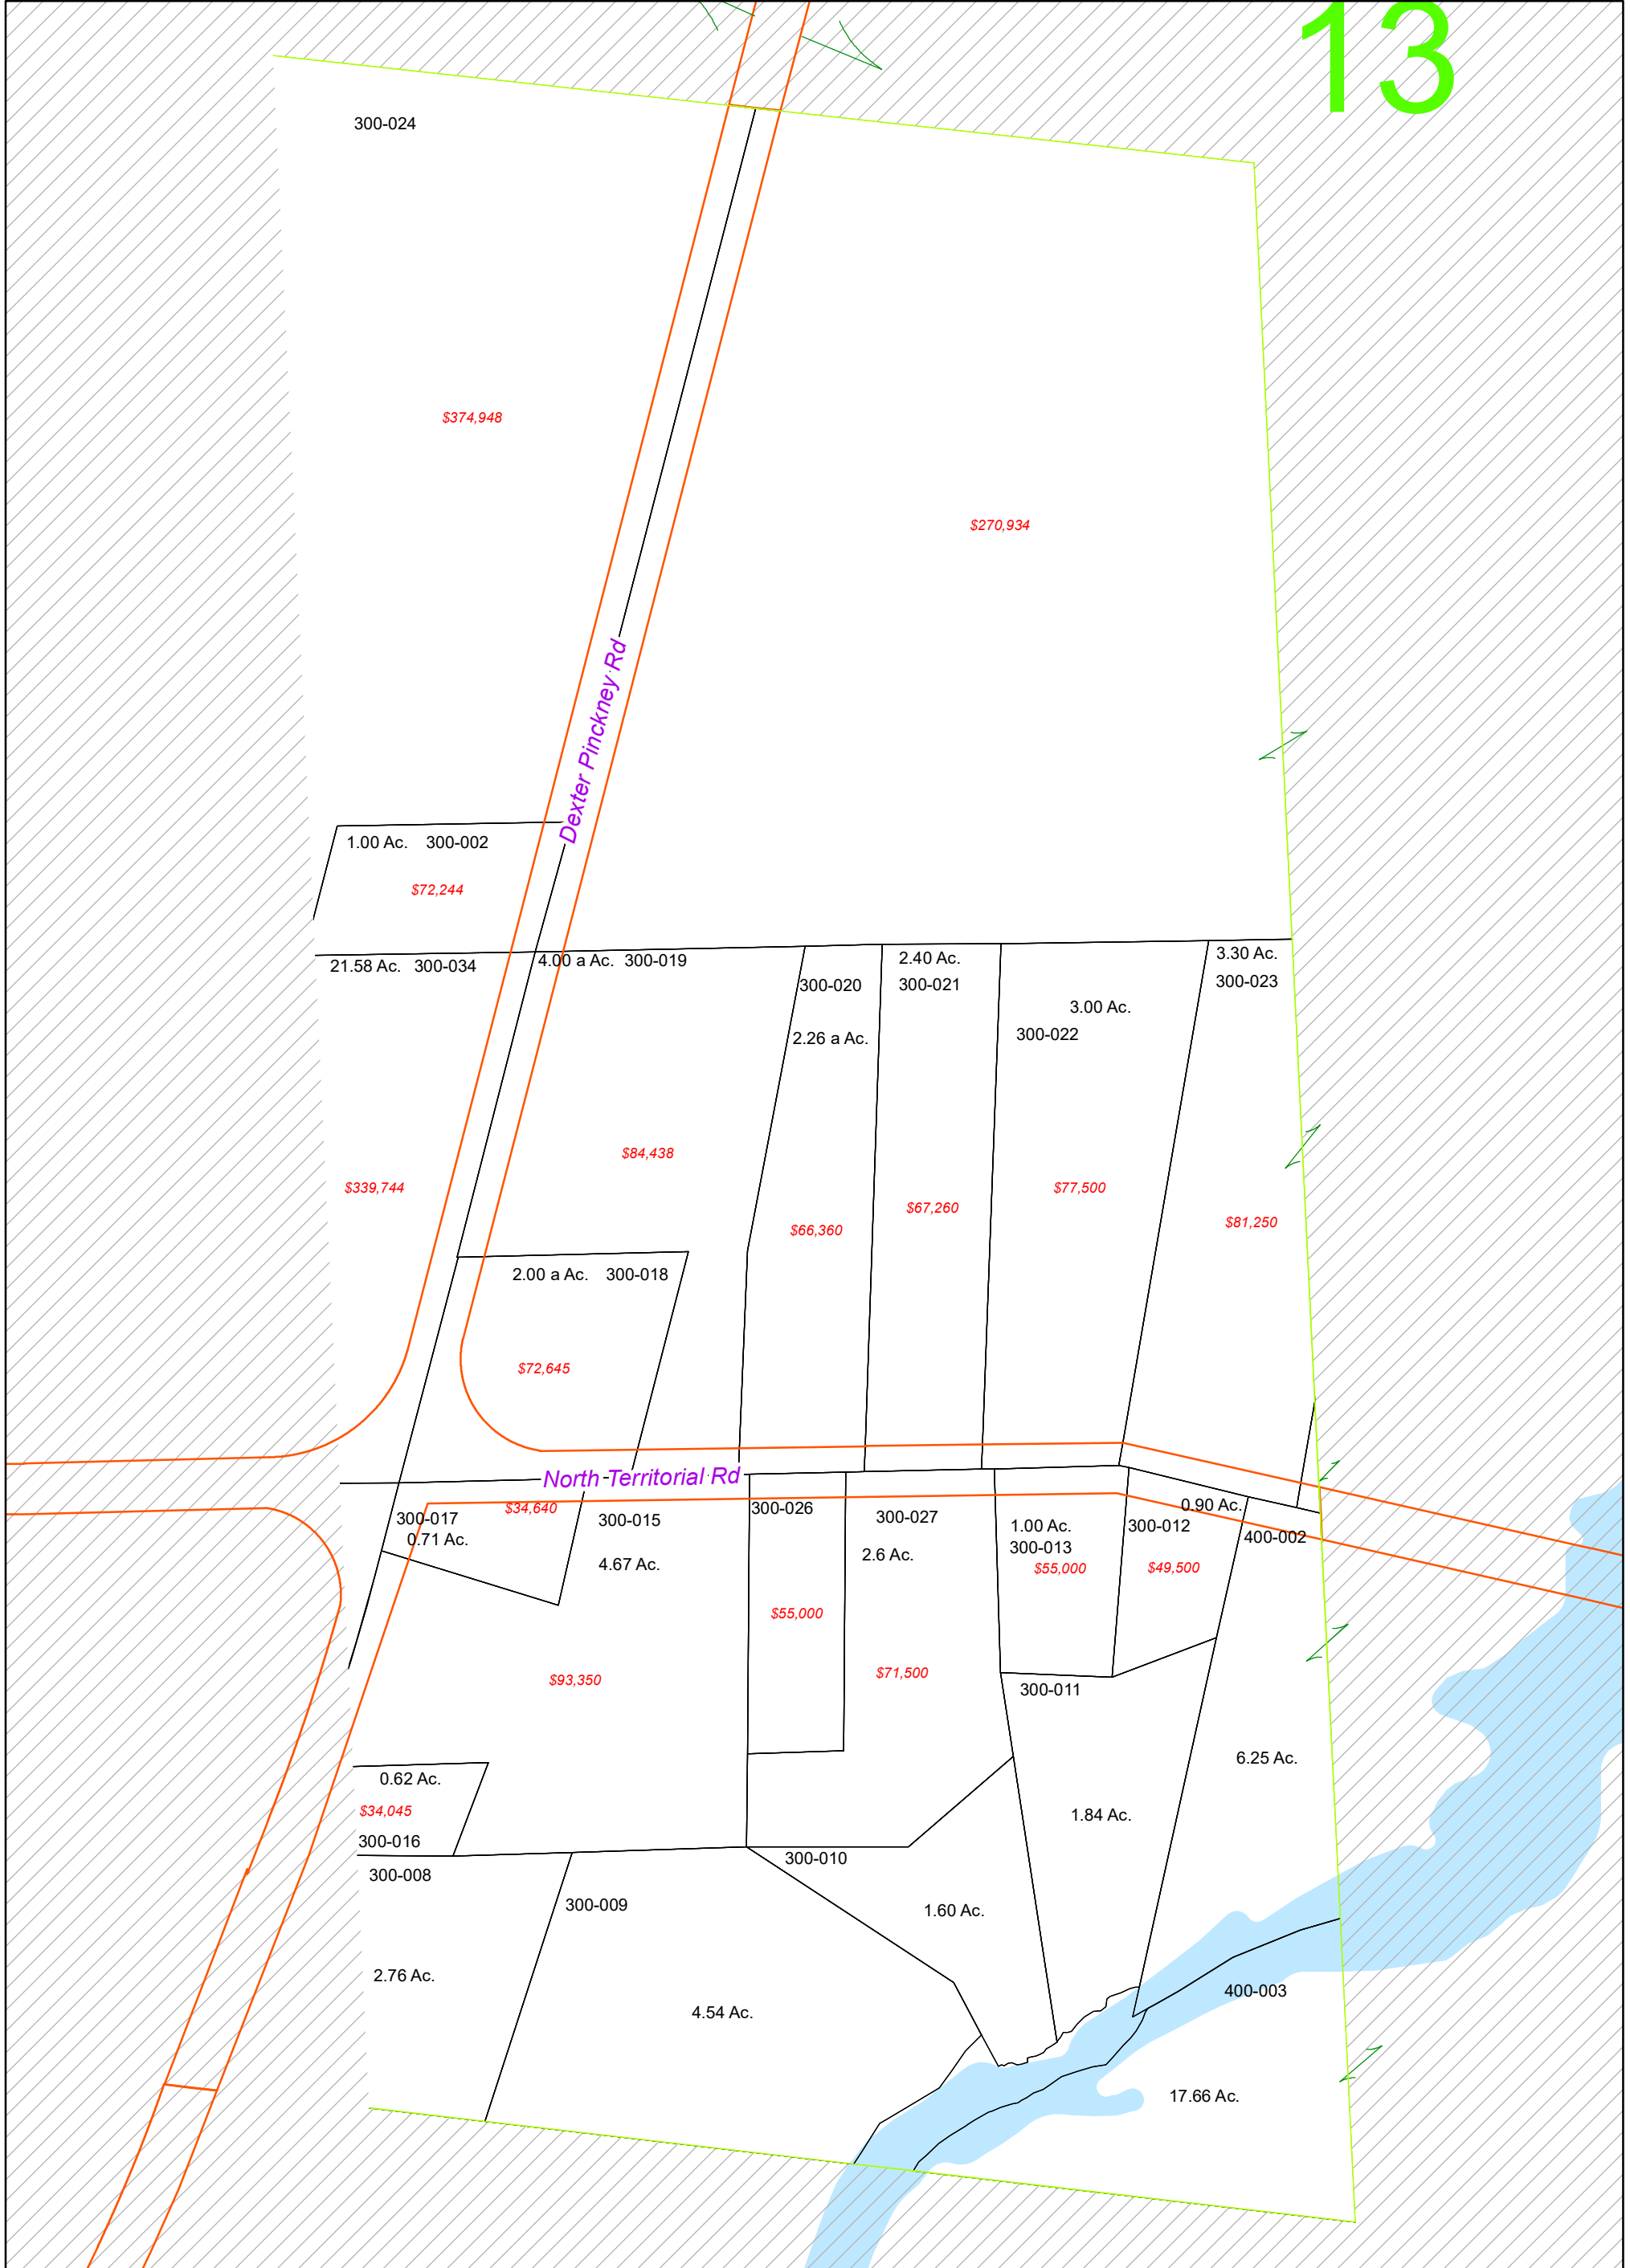 13
300-024
$374,948
$270,934
Dexter Pinckney Rd
1.00 Ac. 300-002
$72,244
21.58 Ac. 300-034
4.00 a Ac. 300-019
300-020
2.26 a Ac.
2.40 Ac.
300-021
3.00 Ac.
300-022
3.30 Ac.
300-023
$339,744
$84,438
$66,360
$67,260
$77,500
$81,250
2.00 a Ac. 300-018
$72,645
North Territorial Rd
$34,640
300-017
0.71 Ac.
300-015
4.67 Ac.
300-026
300-027
2.6 Ac.
1.00 Ac.
300-013
$55,000
0.90 Ac.
300-012
$49,500
400-002
$55,000
$93,350
$71,500
300-011
6.25 Ac.
0.62 Ac.
$34,045
300-016
1.84 Ac.
300-008
300-009
300-010
1.60 Ac.
2.76 Ac.
4.54 Ac.
400-003
17.66 Ac.